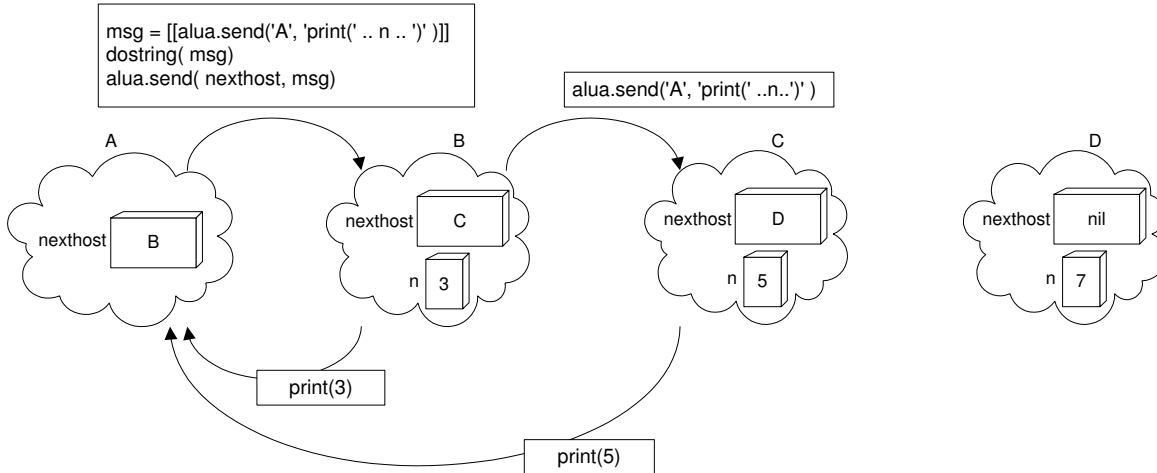 msg = [[alua.send('A', 'print(' .. n .. ')' )]]
dostring( msg)
alua.send( nexthost, msg)
alua.send('A', 'print(' ..n..')' )
A
B
C
D
nexthost
B
nexthost
C
n
3
nexthost
D
n
5
nexthost
nil
n
7
print(3)
print(5)